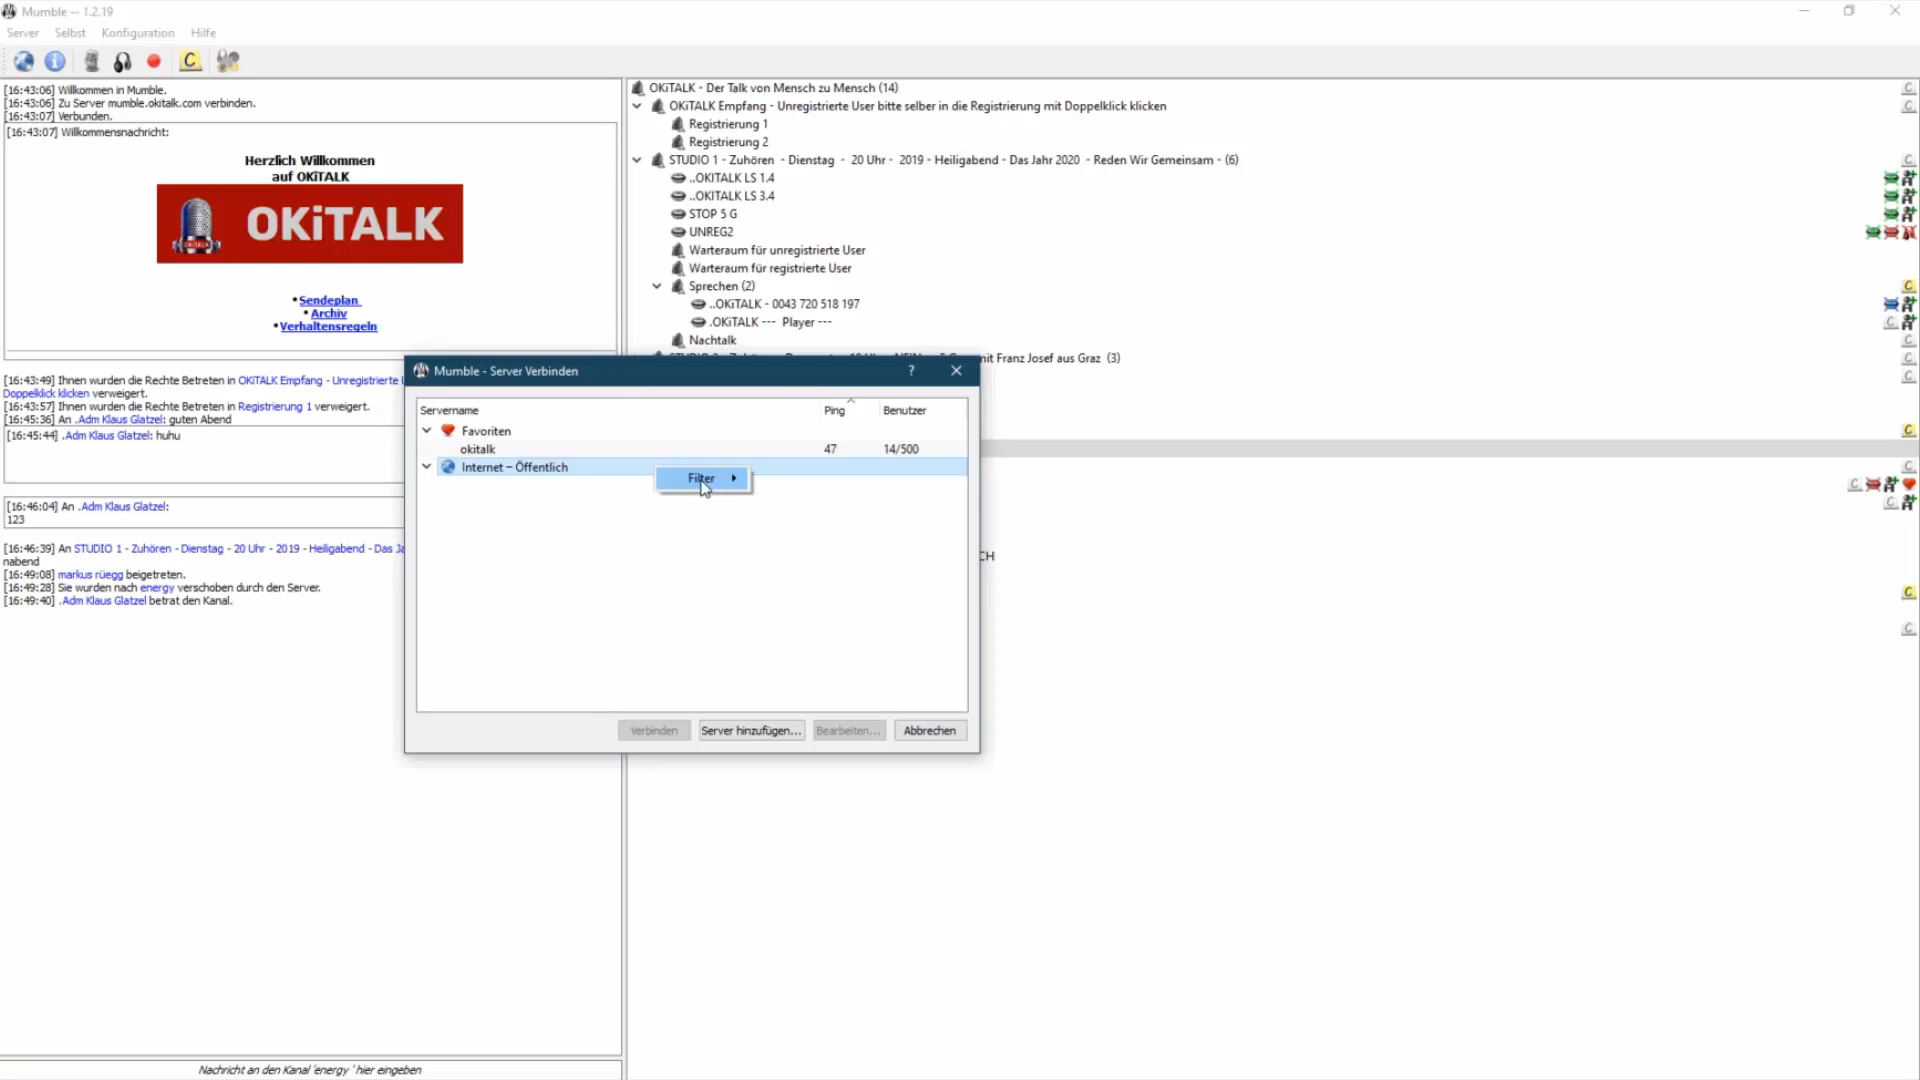 Mumble -- 1.2.19
Server Selbst Konfiguration Hilfe
[16:43:06] Willkommen in Mumble.
[16:43:06] Zu Server mumble.okitalk.com verbinden.
[16:43:07] Verbunden.
[16:43:07] Willkommensnachricht:
Herzlich Willkommen
auf OKiTALK
OKiTALK
OKiTALK
•Sendeplan
• Archiv
•Verhaltensregeln
[16:43:49] Ihnen wurden die Rechte Betreten in OKiTALK Empfang - Unregistrierte
Doppelklick klicken verweigert.
[16:43:57] Ihnen wurden die Rechte Betreten in Registrierung 1 verweigert.
[16:45:36] An .Adm Klaus Glatzel: guten Abend
[16:45:44] .Adm Klaus Glatzel: huhu
[16:46:04] An .Adm Klaus Glatzel:
123
[16:46:39] An STUDIO 1 - Zuhören - Dienstag - 20 Uhr - 2019 - Heiligabend - Das
nabend
[16:49:08] markus rüegg beigetreten.
[16:49:28] Sie wurden nach energy verschoben durch den Server.
[16:49:40] .Adm Klaus Glatzel betrat den Kanal.
Nachricht an den Kanal 'energy ' hier eingeben
OKiTALK - Der Talk von Mensch zu Mensch (14)
OKiTALK Empfang - Unregistrierte User bitte selber in die Registrierung mit Doppelklick klicken
Registrierung 1
Registrierung 2
STUDIO 1 - Zuhören - Dienstag - 20 Uhr - 2019 - Heiligabend - Das Jahr 2020 - Reden Wir Gemeinsam - (6)
..OKITALK LS 1.4
..OKITALK LS 3.4
STOP 5 G
UNREG2
Warteraum für unregistrierte User
Warteraum für registrierte User
Sprechen (2)
..OKiTALK - 0043 720 518 197
.OKiTALK --- Player ---
Nachtalk
mit Franz Josef aus Graz (3)
CH
Mumble - Server Verbinden
Servername Ping Benutzer
Favoriten
okitalk 47 14/500
Internet – Öffentlich
Filter
Verbinden Server hinzufügen... Bearbeiten... Abbrechen